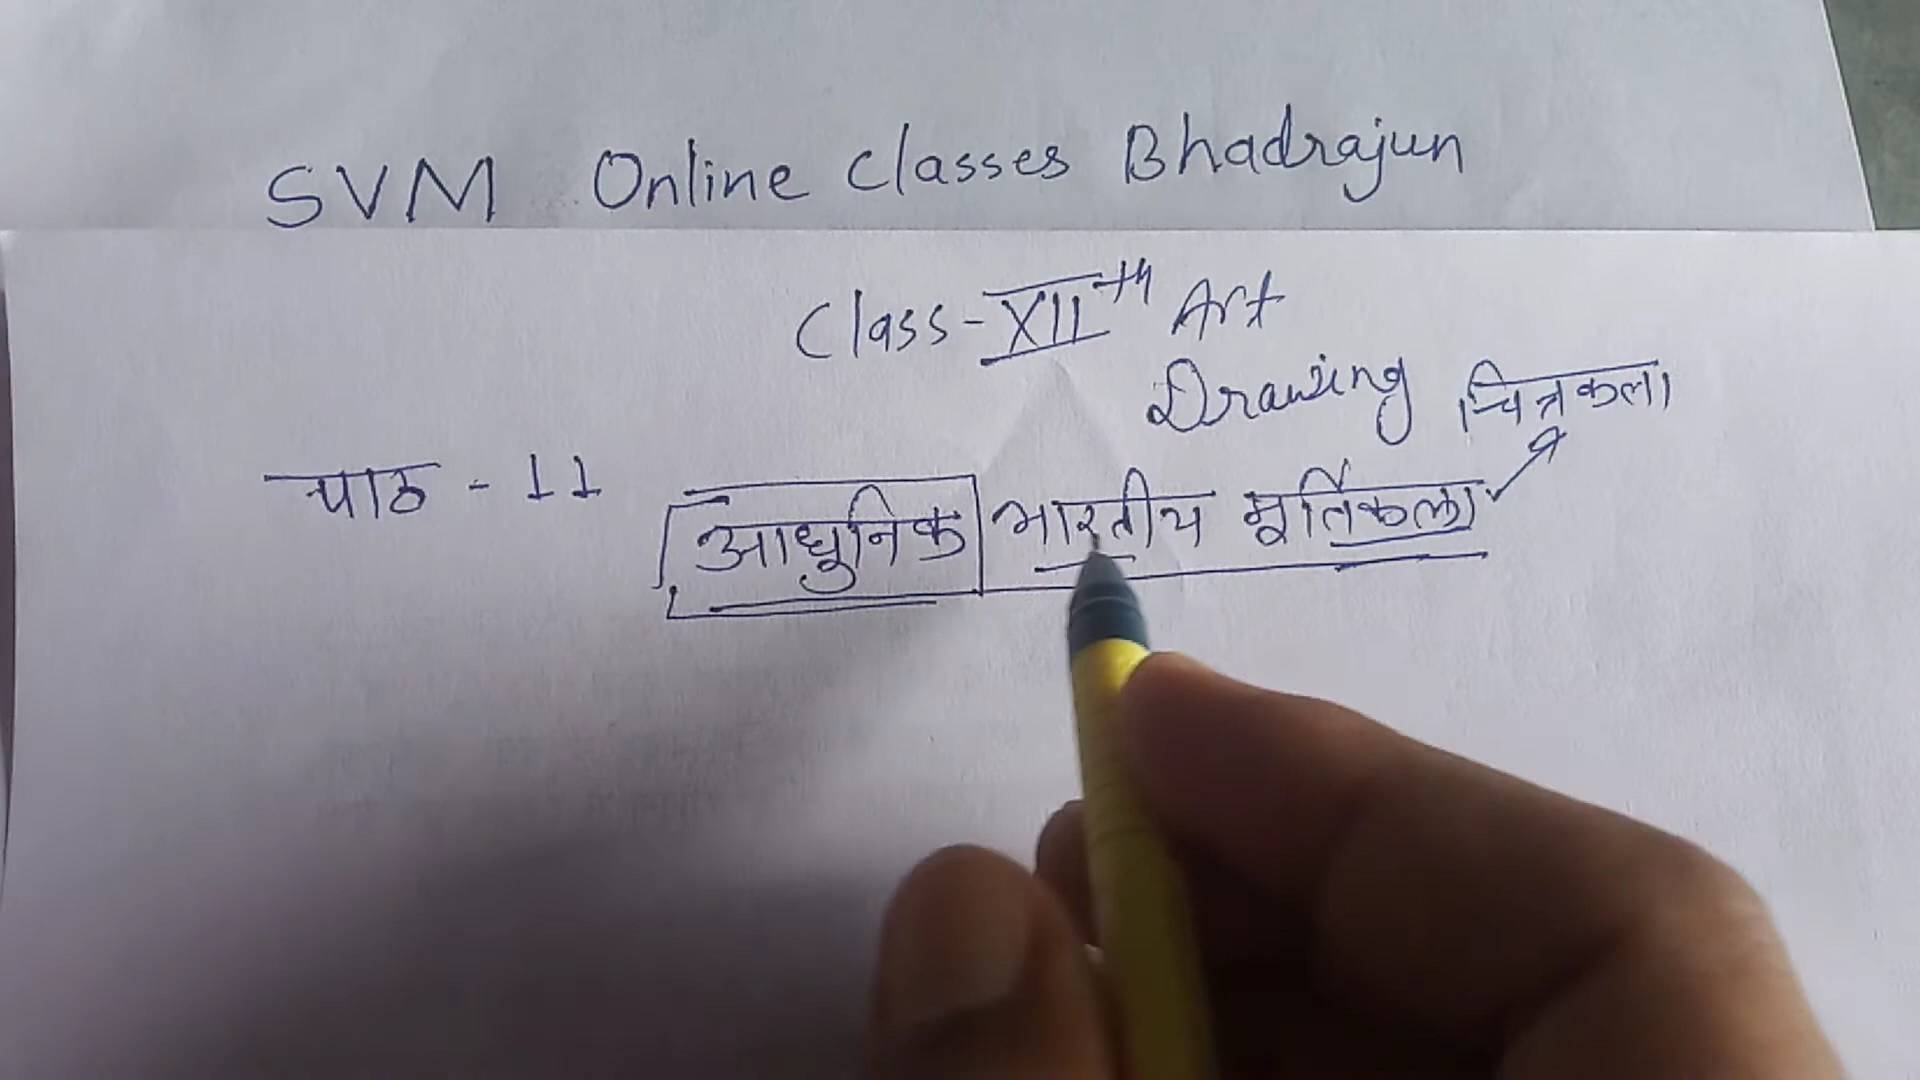 SVM Online Classes Bhadrajun
Class-XIIth Art
Drawing चित्रकला
पाठ - 11 आधुनिक भारतीय मूर्तिकला